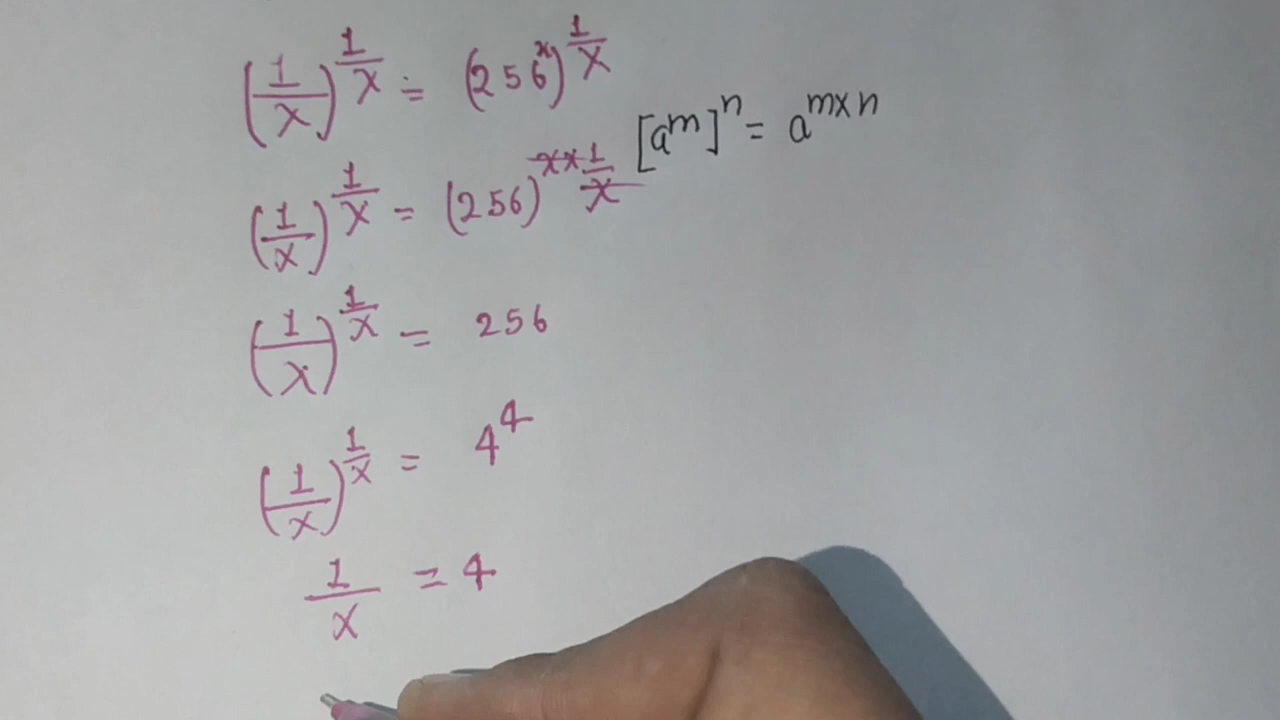 (1/x)^(1/x) = (256^x)^(1/x)
[a^m]^n = a^(m×n)
(1/x)^(1/x) = (256)^(x×1/x)
(1/x)^(1/x) = 256
(1/x)^(1/x) = 4^4
1/x = 4